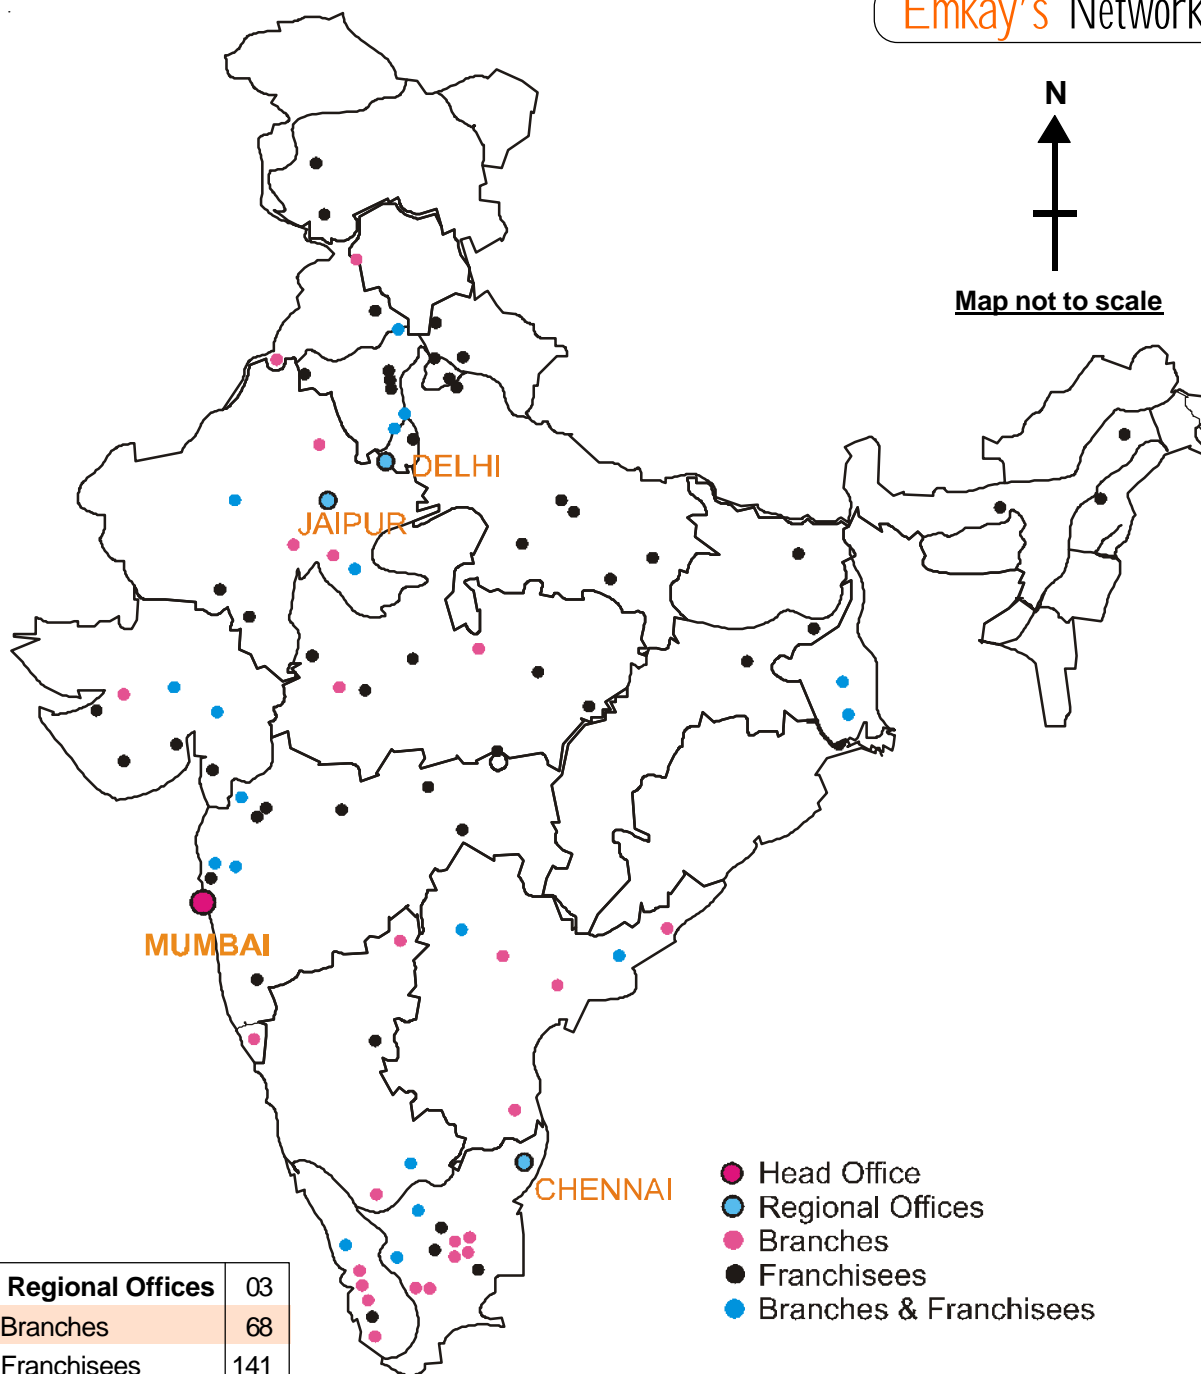 Emkay's Network
N
Map not to scale
DELHI
JAIPUR
MUMBAI
CHENNAI
Head Office
Regional Offices
Branches
Franchisees
Branches & Franchisees
Regional Offices 03
Branches 68
Franchisees 141